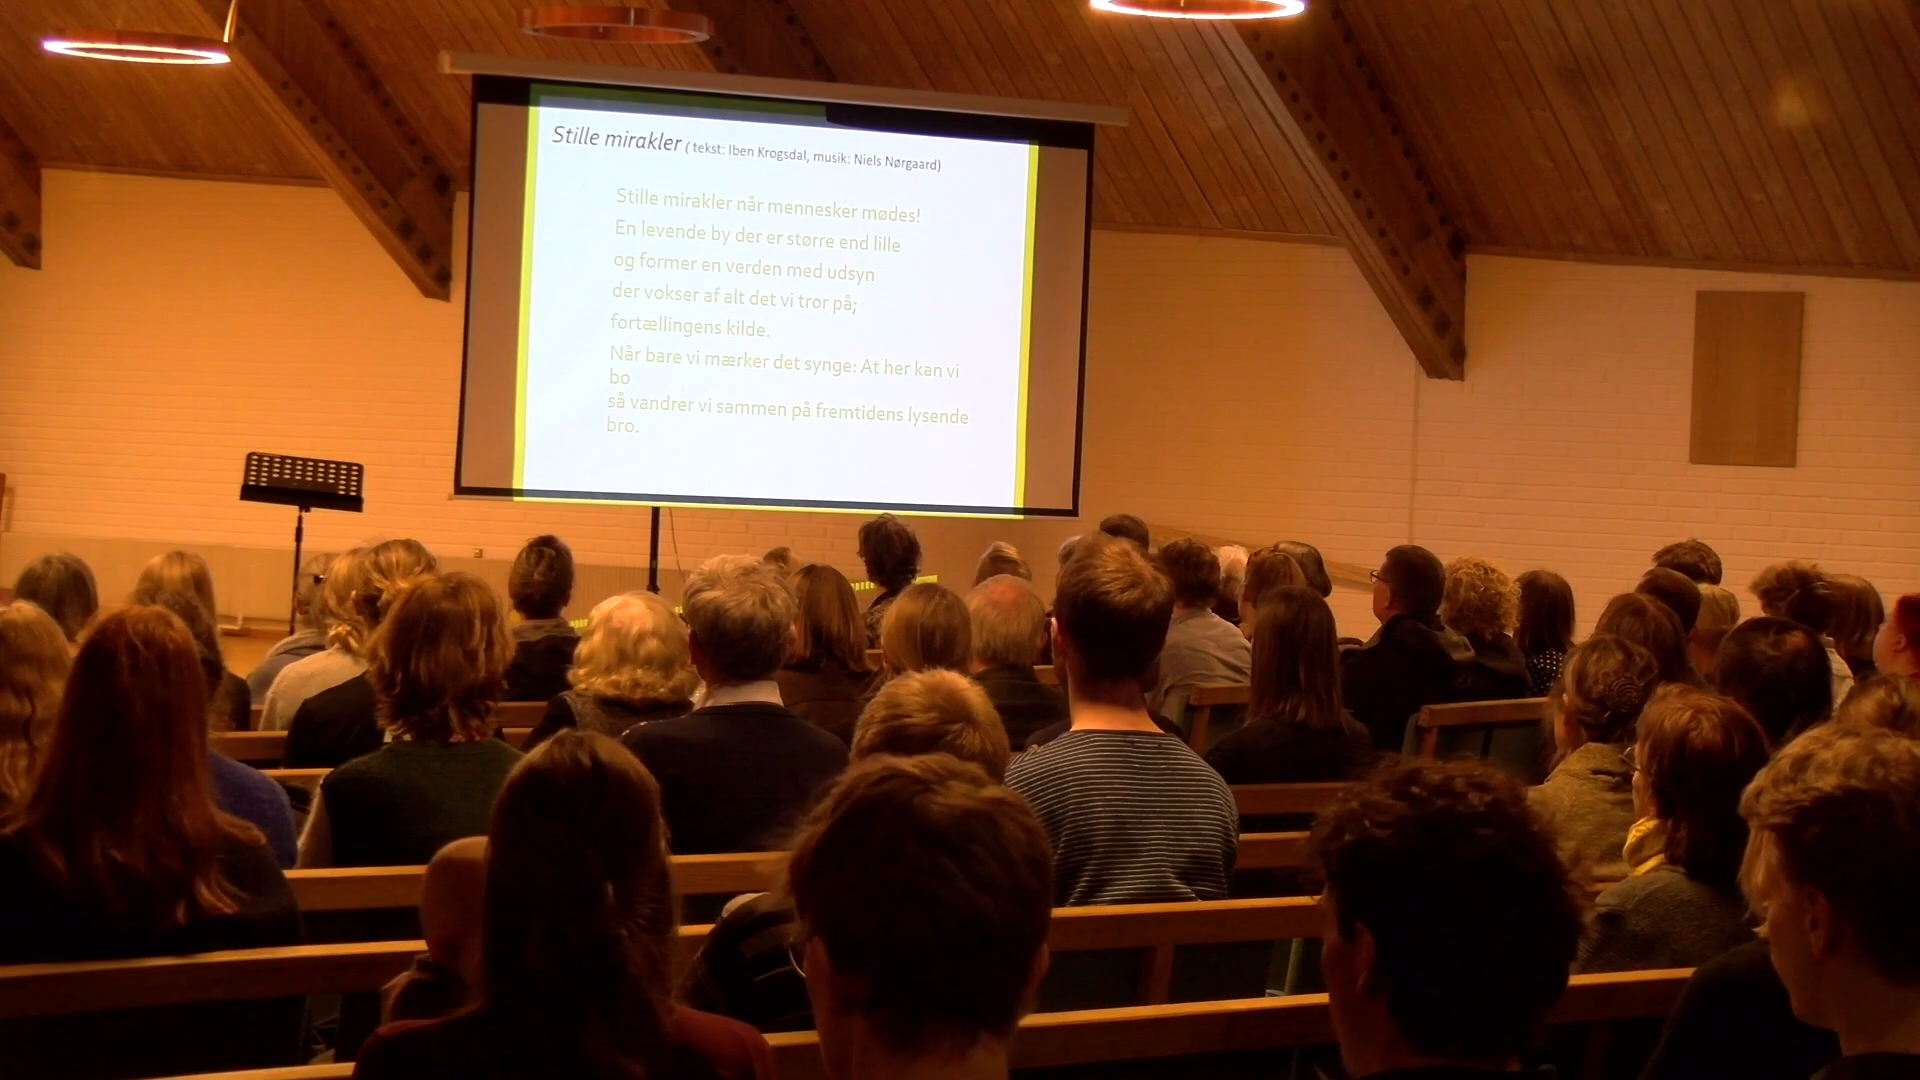 Stille mirakler ( tekst: Iben Krogsdal, musik: Niels Nørgaard)
Stille mirakler når mennesker mødes!
En levende by der er større end lille
og former en verden med udsyn
der vokser af alt det vi tror på;
fortællingens kilde.
Når bare vi mærker det synge: At her kan vi
bo
så vandrer vi sammen på fremtidens lysende
bro.